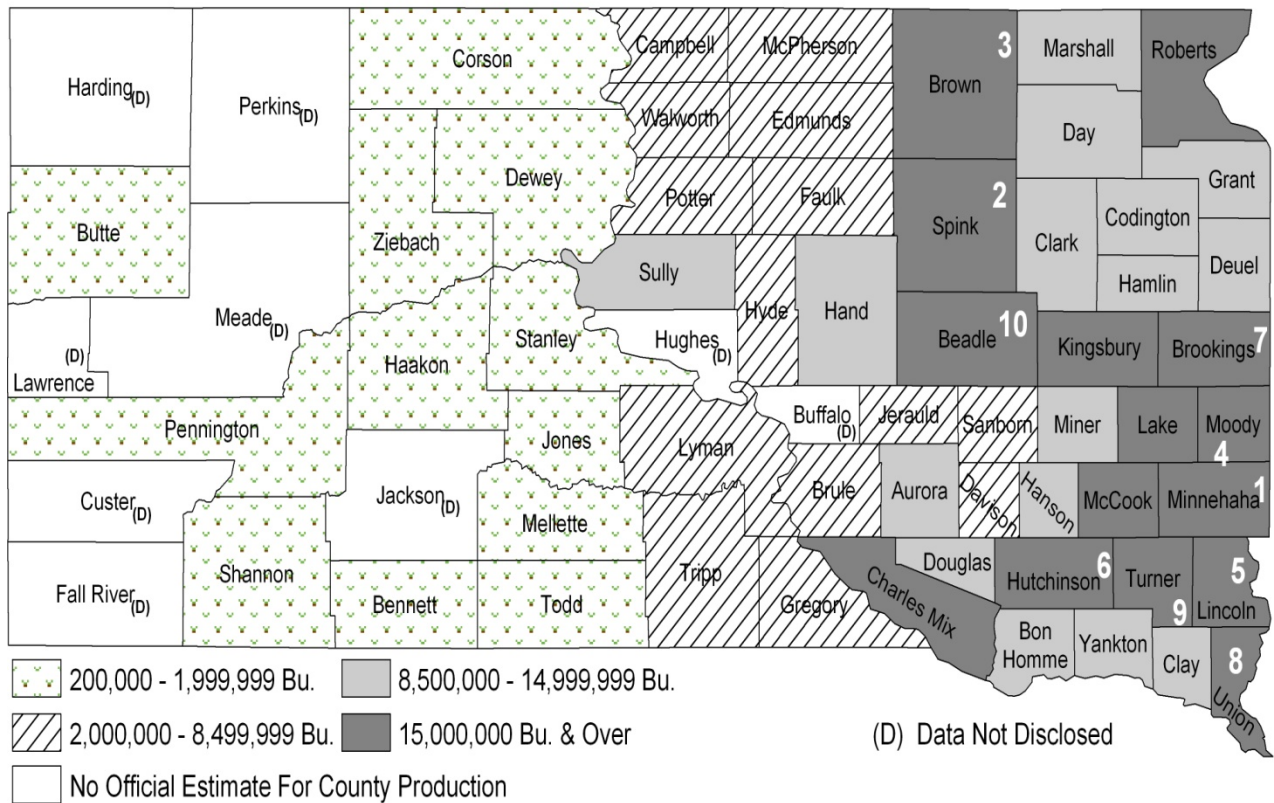 Harding (D)
Perkins (D)
Corson
Campbell
McPherson
Brown
3
Marshall
Roberts
Walworth
Edmunds
Day
Butte
Dewey
Ziebach
Potter
Faulk
Spink
2
Clark
Codington
Grant
Hamlin
Deuel
Meade (D)
Sully
Hyde
Hand
Beadle
10
Kingsbury
Brookings
7
(D)
Lawrence
Haakon
Stanley
Hughes (D)
Pennington
Jones
Lyman
Buffalo
(D)
Jerauld
Sanborn
Miner
Lake
Moody
4
Custer (D)
Jackson (D)
Mellette
Brule
Aurora
Davison
Hanson
McCook
Minnehaha
1
Fall River (D)
Shannon
Bennett
Todd
Tripp
Gregory
Charles Mix
Douglas
Hutchinson
6
Turner
9
5
Lincoln
Bon
Homme
Yankton
Clay
8
Union
200,000 - 1,999,999 Bu.
8,500,000 - 14,999,999 Bu.
2,000,000 - 8,499,999 Bu.
15,000,000 Bu. & Over
(D) Data Not Disclosed
No Official Estimate For County Production